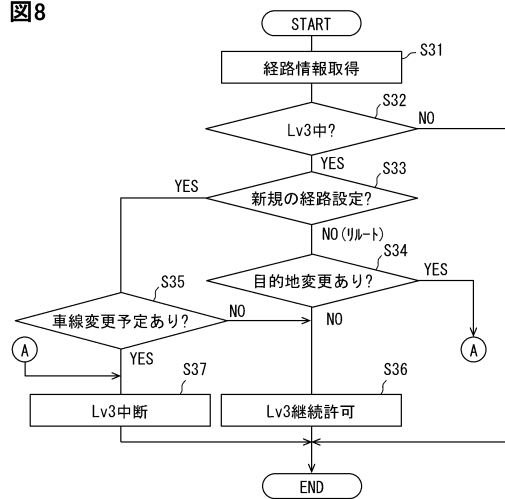 図8
START
S31
経路情報取得
S32
Lv3中?
NO
YES
S33
新規の経路設定?
YES
NO(ﾘﾙｰﾄ)
S34
目的地変更あり?
YES
NO
S35
車線変更予定あり?
NO
YES
A
A
S37
Lv3中断
S36
Lv3継続許可
END